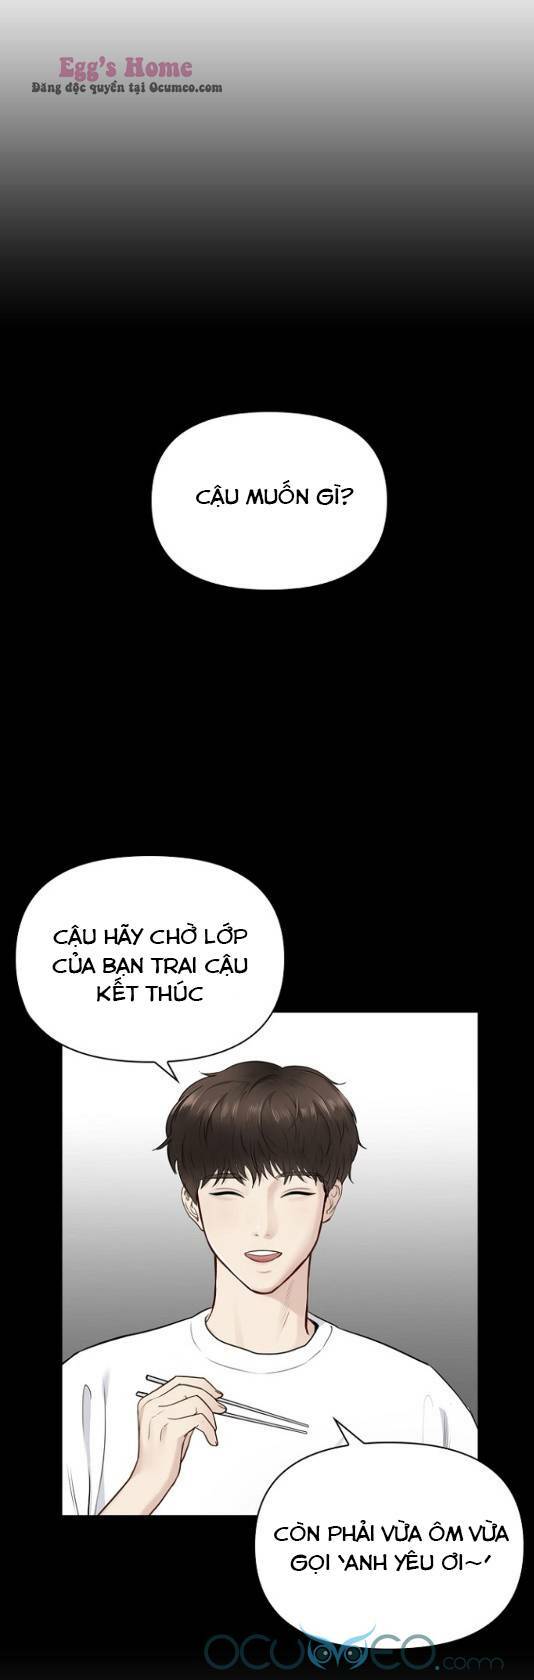 Egg's Home
Đăng độc quyền tại Ocumeo.com
CẬU MUỐN GÌ?
CẬU HÃY CHỜ LỚP
CỦA BẠN TRAI CẬU
KẾT THÚC
CÒN PHẢI VỪA ÔM VỪA
GỌI 'ANH YÊU ƠI~'
OCUMEO.com